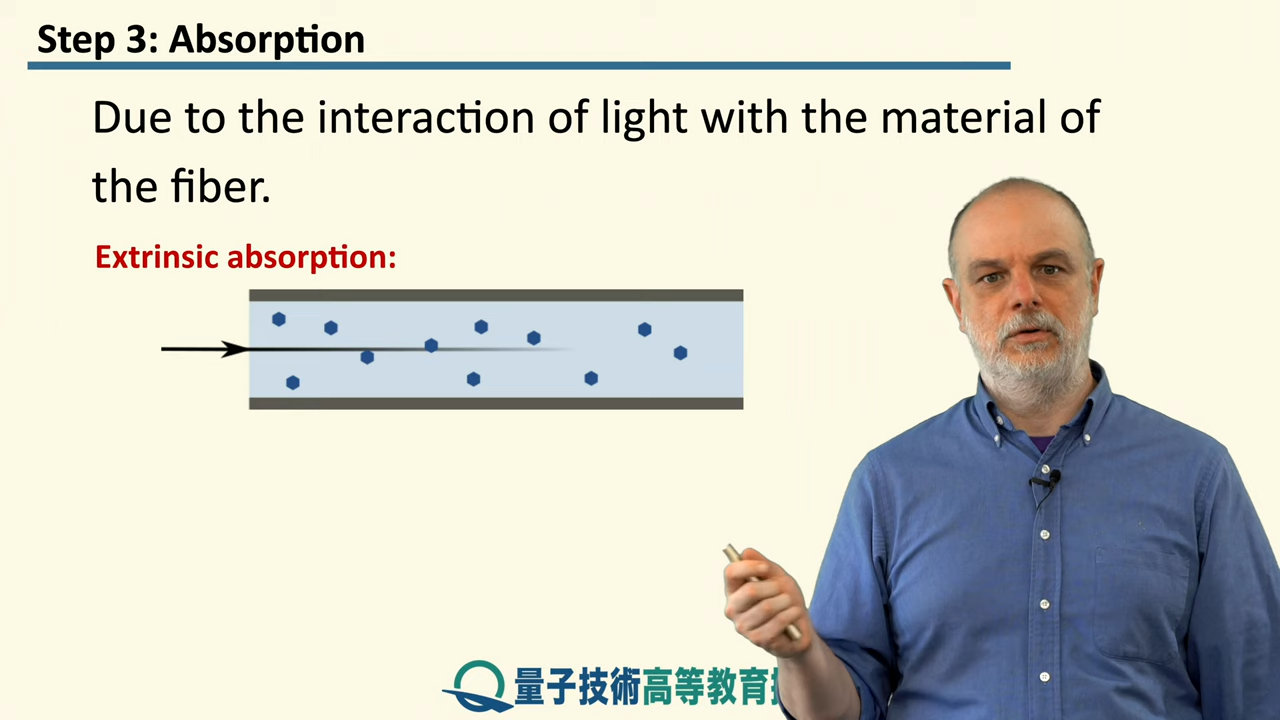 Step 3: Absorption
Due to the interaction of light with the material of
the fiber.
Extrinsic absorption:
量子技術高等教育